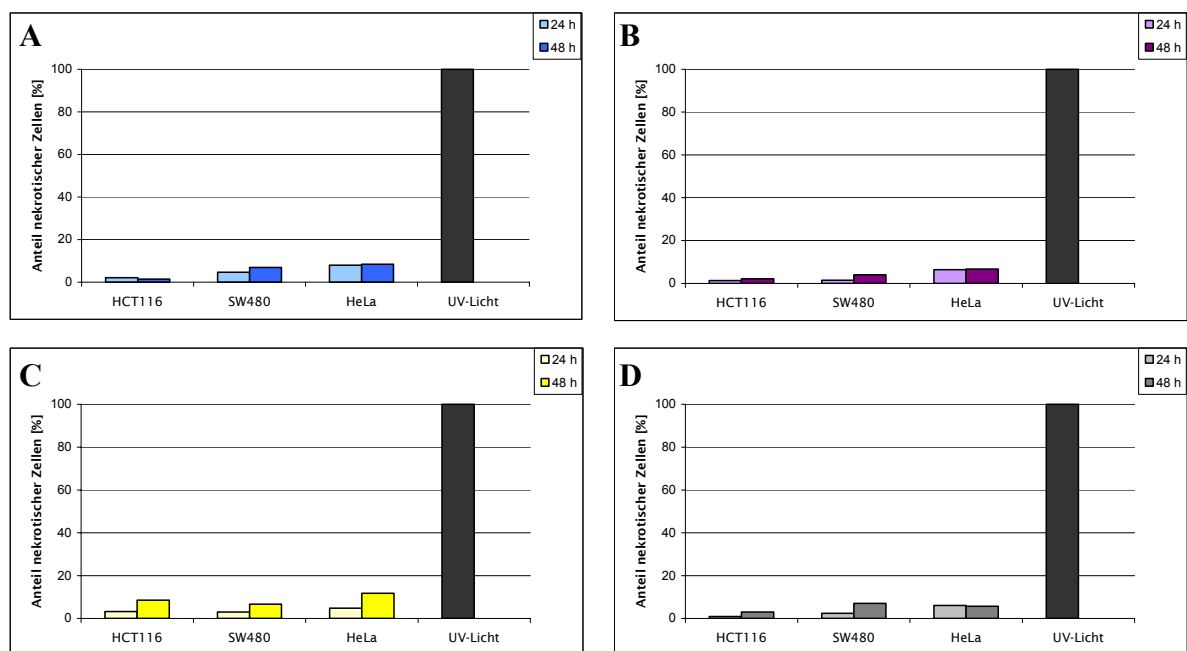 A
24 h
48 h
Anteil nekrotischer Zellen [%]
100
80
60
40
20
0
HCT116 SW480 HeLa UV-Licht
B
24 h
48 h
Anteil nekrotischer Zellen [%]
100
80
60
40
20
0
HCT116 SW480 HeLa UV-Licht
C
24 h
48 h
Anteil nekrotischer Zellen [%]
100
80
60
40
20
0
HCT116 SW480 HeLa UV-Licht
D
24 h
48 h
Anteil nekrotischer Zellen [%]
100
80
60
40
20
0
HCT116 SW480 HeLa UV-Licht